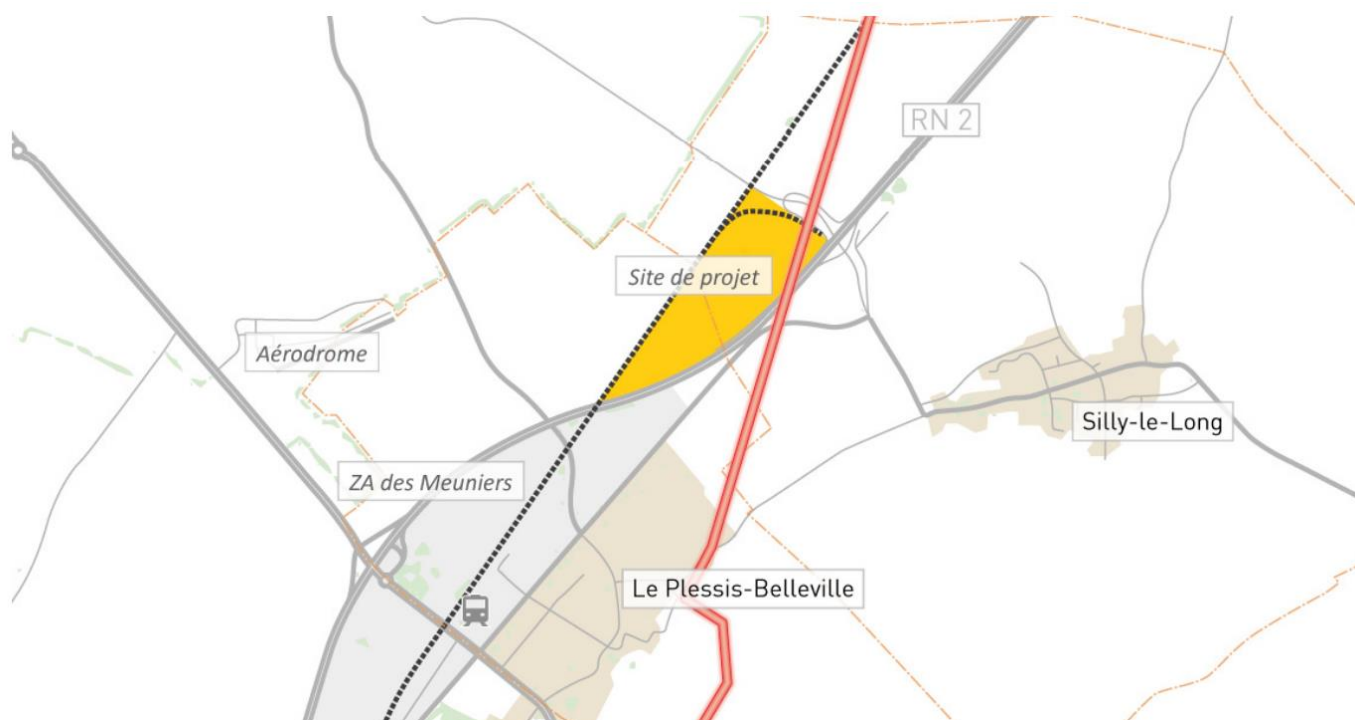 RN 2
Site de projet
Aérodrome
Silly-le-Long
ZA des Meuniers
Le Plessis-Belleville